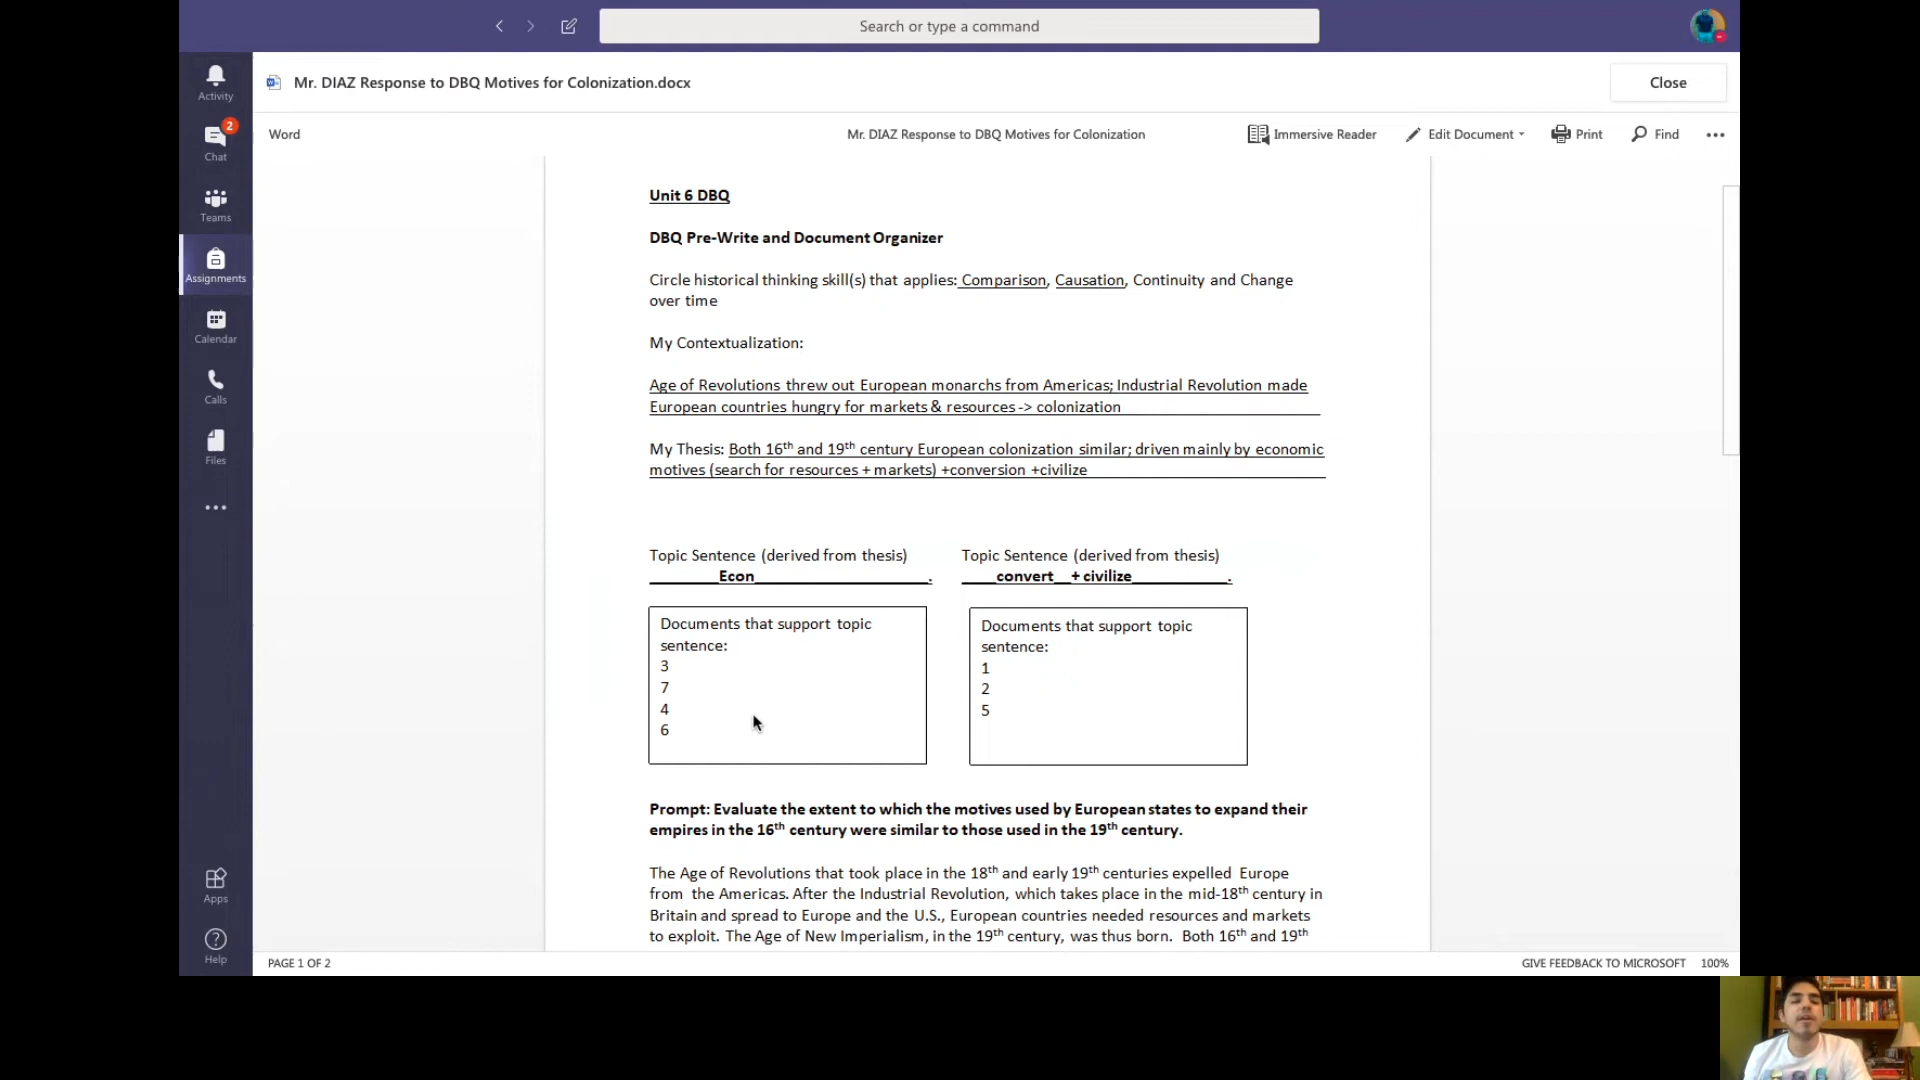 Search or type a command
Activity
Mr. DIAZ Response to DBQ Motives for Colonization.docx
Close
2
Chat
Word
Mr. DIAZ Response to DBQ Motives for Colonization
Immersive Reader
Edit Document
Print
Find
Teams
Assignments
Calendar
Calls
Files
Apps
Help
Unit 6 DBQ
DBQ Pre-Write and Document Organizer
Circle historical thinking skill(s) that applies: Comparison, Causation, Continuity and Change
over time
My Contextualization:
Age of Revolutions threw out European monarchs from Americas; Industrial Revolution made
European countries hungry for markets & resources -> colonization
My Thesis: Both 16th and 19th century European colonization similar; driven mainly by economic
motives (search for resources + markets) +conversion +civilize
Topic Sentence (derived from thesis)
________Econ____________________.
Documents that support topic
sentence:
3
7
4
6
Topic Sentence (derived from thesis)
____convert__+ civilize___________.
Documents that support topic
sentence:
1
2
5
Prompt: Evaluate the extent to which the motives used by European states to expand their
empires in the 16th century were similar to those used in the 19th century.
The Age of Revolutions that took place in the 18th and early 19th centuries expelled Europe
from the Americas. After the Industrial Revolution, which takes place in the mid-18th century in
Britain and spread to Europe and the U.S., European countries needed resources and markets
to exploit. The Age of New Imperialism, in the 19th century, was thus born. Both 16th and 19th
PAGE 1 OF 2
GIVE FEEDBACK TO MICROSOFT
100%